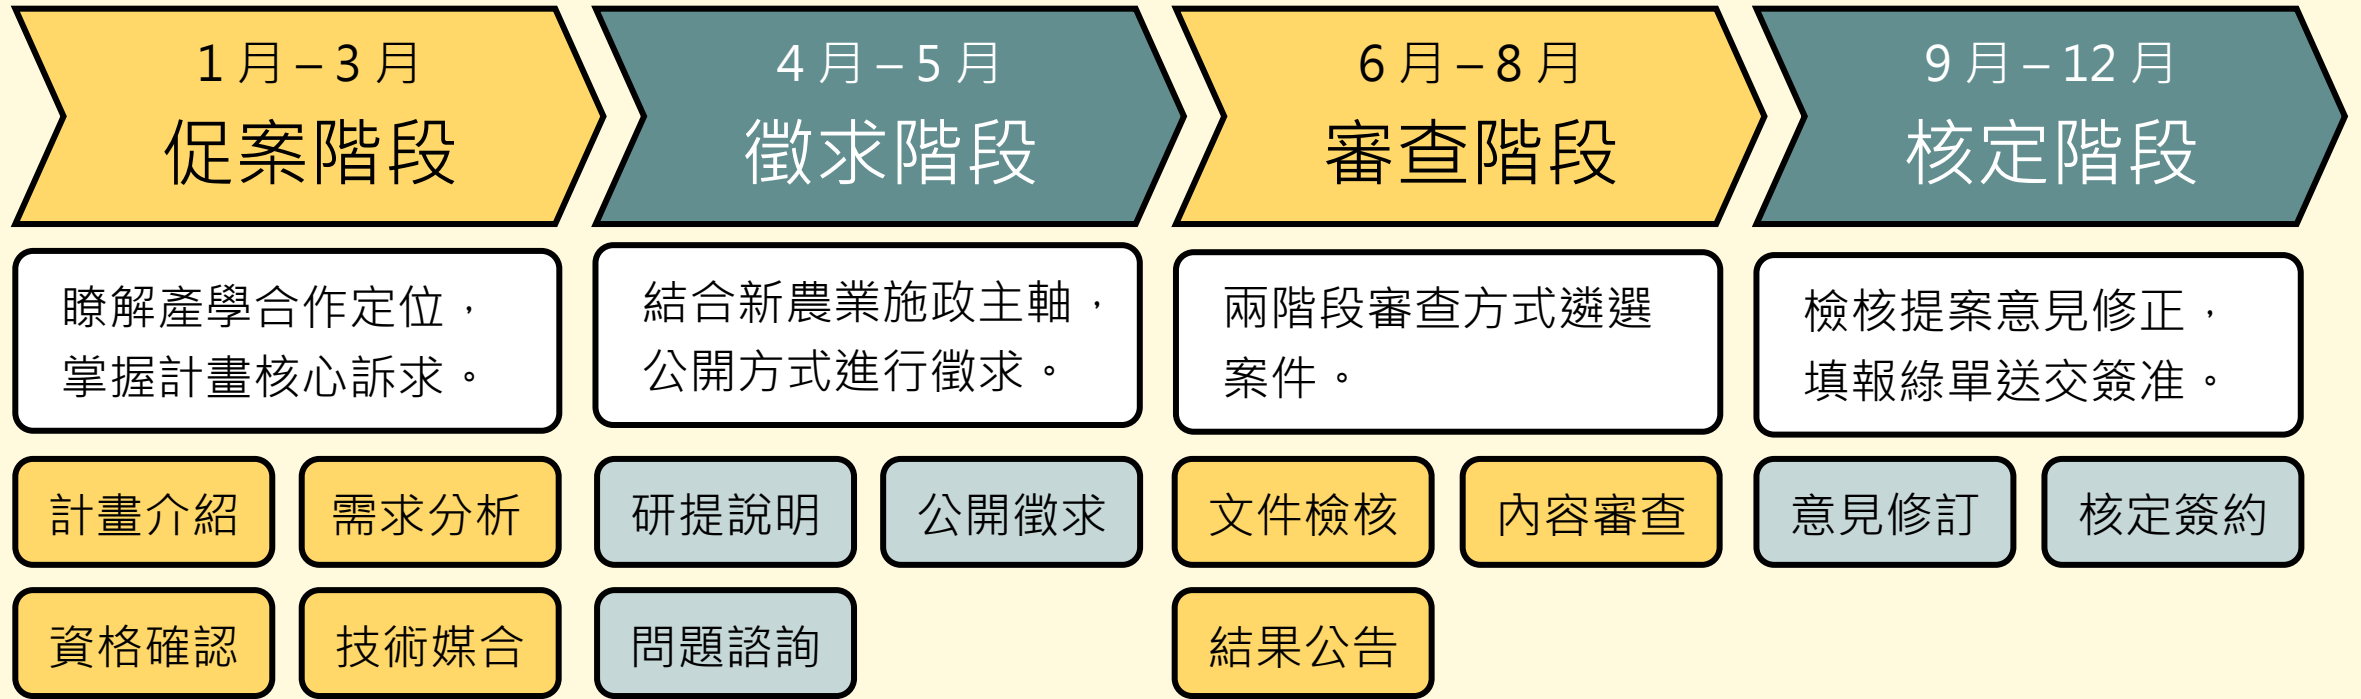 1 月 – 3 月
促案階段
瞭解產學合作定位，
掌握計畫核心訴求。
計畫介紹
需求分析
資格確認
技術媒合
4 月 – 5 月
徵求階段
結合新農業施政主軸，
公開方式進行徵求。
研提說明
公開徵求
問題諮詢
6 月 – 8 月
審查階段
兩階段審查方式遴選
案件。
文件檢核
內容審查
結果公告
9 月 – 12 月
核定階段
檢核提案意見修正，
填報綠單送交簽准。
意見修訂
核定簽約